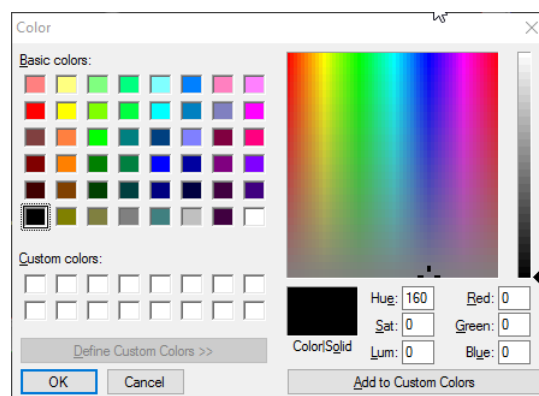 Color
Basic colors:
Custom colors:
Define Custom Colors >>
OK Cancel
Color|Solid
Hue: 160 Red: 0
Sat: 0 Green: 0
Lum: 0 Blue: 0
Add to Custom Colors